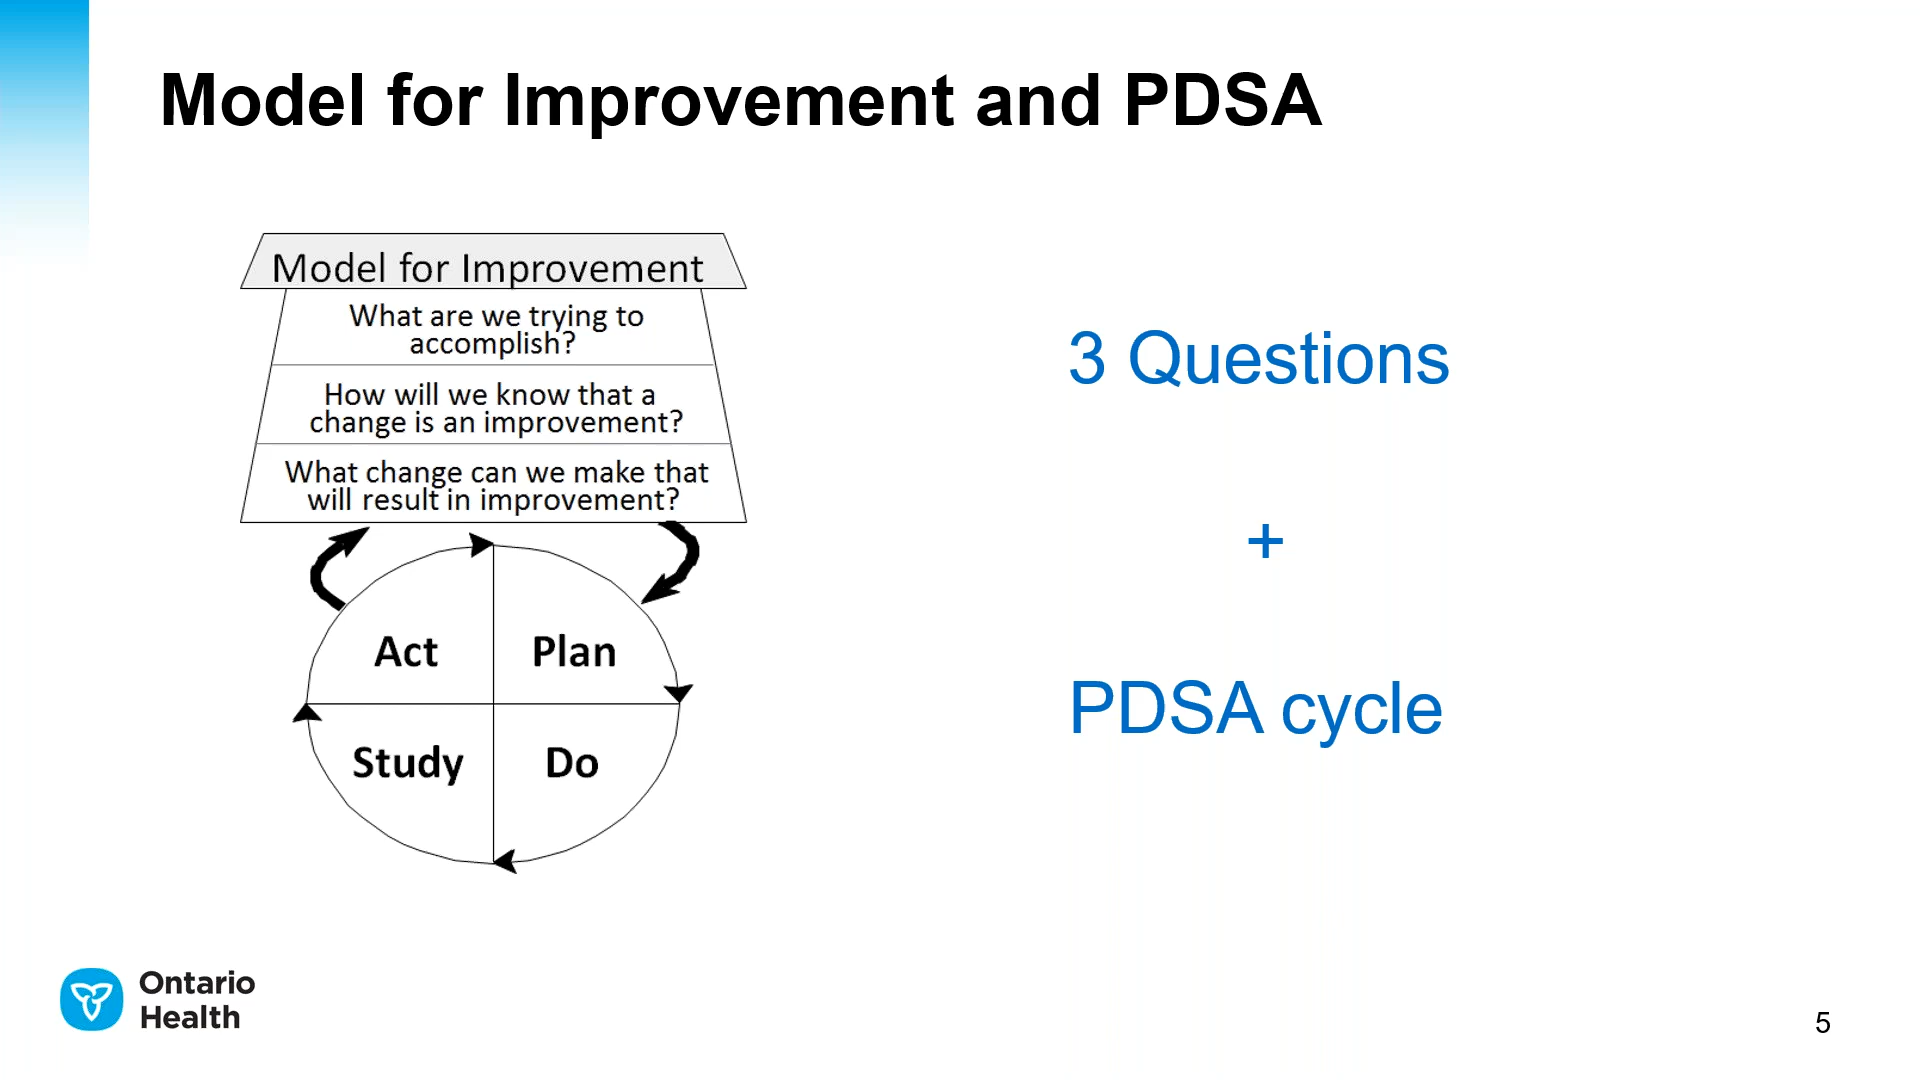 Model for Improvement and PDSA
Model for Improvement
What are we trying to
accomplish?
How will we know that a
change is an improvement?
What change can we make that
will result in improvement?
Act
Plan
Study
Do
3 Questions
+
PDSA cycle
Ontario
Health
5